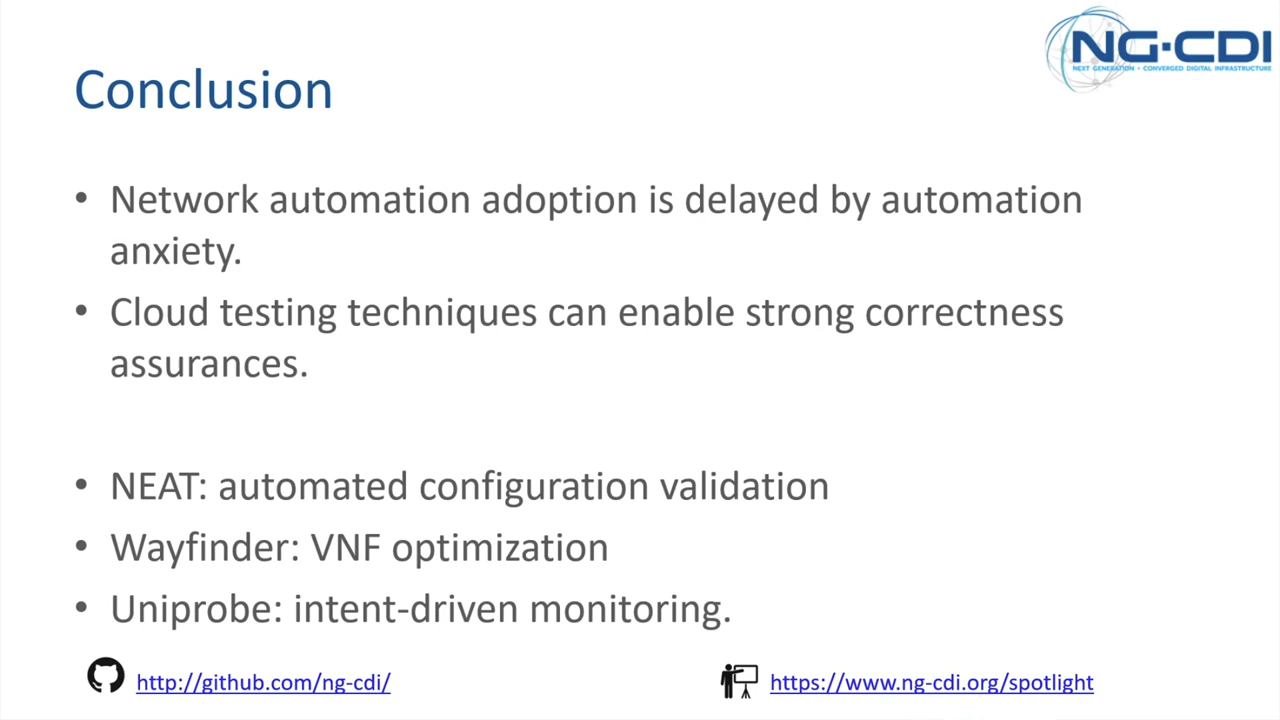 NG-CDI
NEXT GENERATION • CONVERGED DIGITAL INFRASTRUCTURE
Conclusion
• Network automation adoption is delayed by automation
anxiety.
• Cloud testing techniques can enable strong correctness
assurances.
• NEAT: automated configuration validation
• Wayfinder: VNF optimization
• Uniprobe: intent-driven monitoring.
http://github.com/ng-cdi/
https://www.ng-cdi.org/spotlight